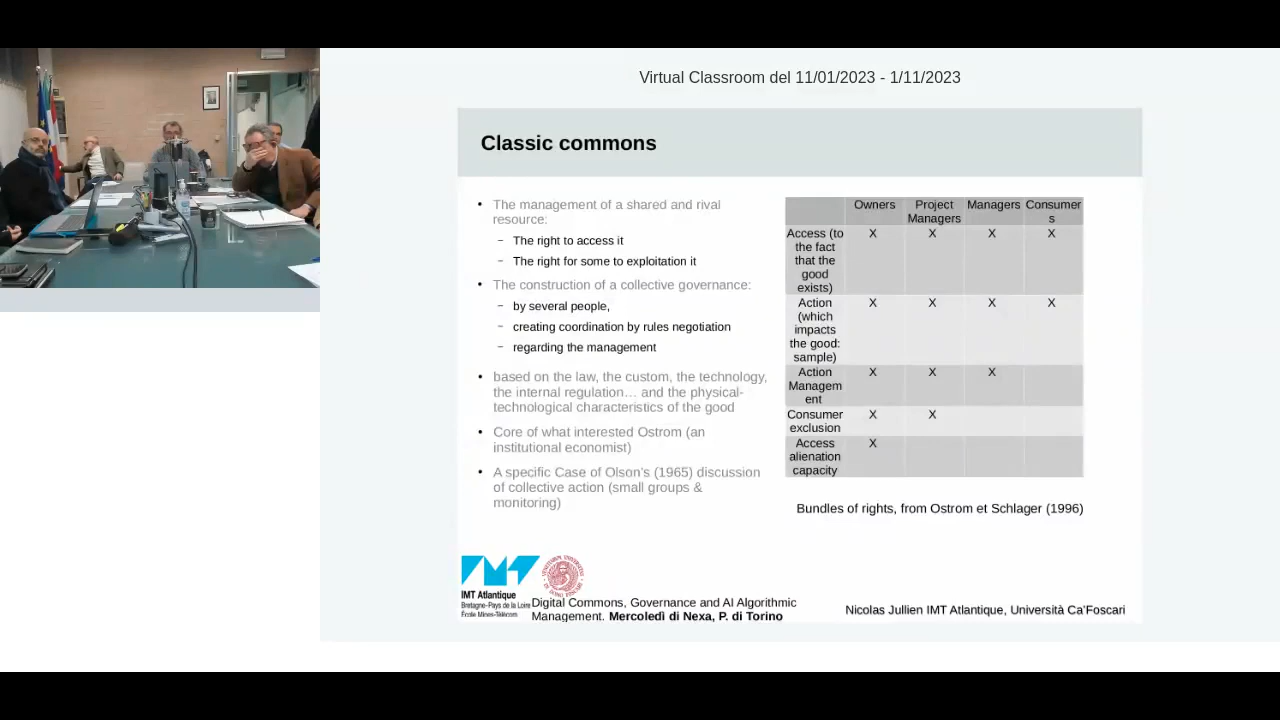 Virtual Classroom del 11/01/2023 - 1/11/2023
Classic commons
• The management of a shared and rival
resource:
– The right to access it
– The right for some to exploitation it
• The construction of a collective governance:
– by several people,
– creating coordination by rules negotiation
– regarding the management
• based on the law, the custom, the technology,
the internal regulation… and the physical-
technological characteristics of the good
• Core of what interested Ostrom (an
institutional economist)
• A specific Case of Olson's (1965) discussion
of collective action (small groups &
monitoring)
Owners Project Managers Consumer
Managers s
Access (to X X X X
the fact
that the
good
exists)
Action X X X X
(which
impacts
the good:
sample)
Action X X X
Managem
ent
Consumer X X
exclusion
Access X
alienation
capacity
Bundles of rights, from Ostrom et Schlager (1996)
IMT Atlantique
Bretagne-Pays de la Loire
École Mines-Télécom
Digital Commons, Governance and AI Algorithmic
Management. Mercoledì di Nexa, P. di Torino
Nicolas Jullien IMT Atlantique, Università Ca'Foscari